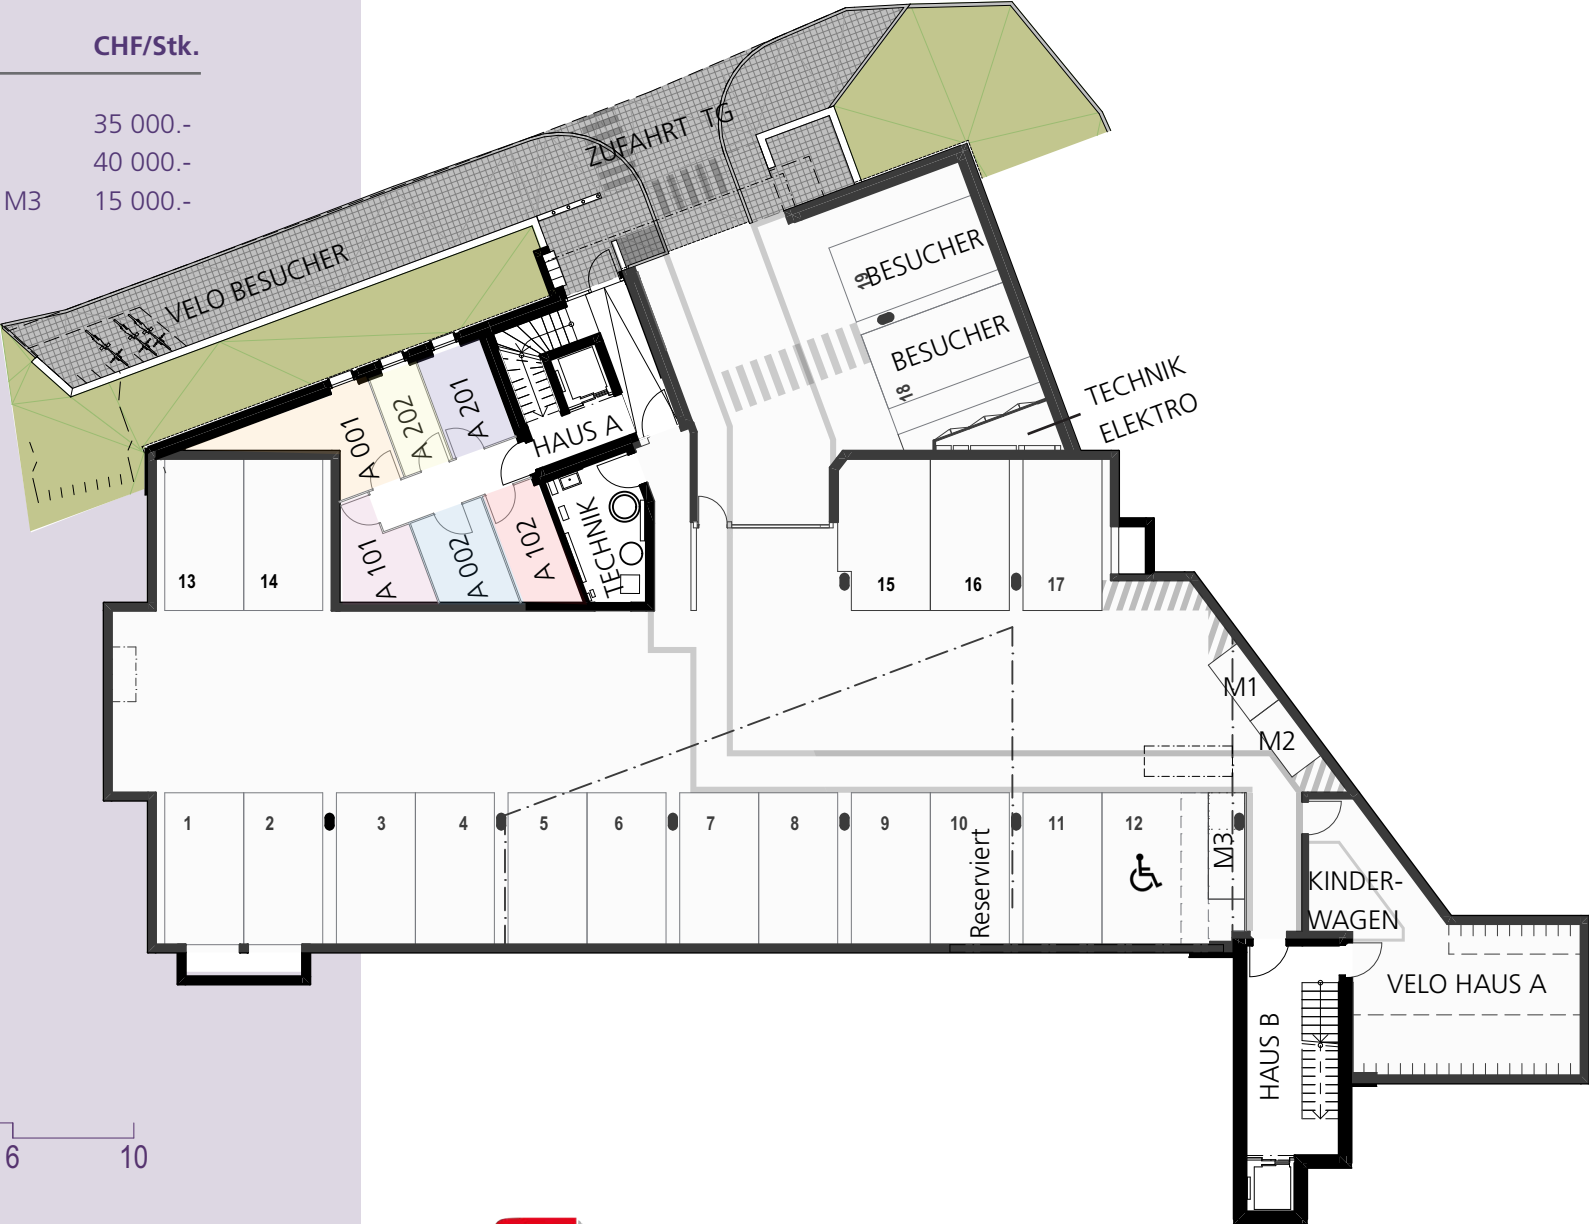 CHF/Stk.
35 000.-
40 000.-
M3 15 000.-
ZUFAHRT TG
VELO BESUCHER
19
BESUCHER
BESUCHER
18
TECHNIK
ELEKTRO
A 001
A 202
A 201
HAUS A
A 101
A 002
A 102
TECHNIK
13
14
15
16
17
M1
M2
1
2
3
4
5
6
7
8
9
10
11
12
Reserviert
M3
KINDER-
WAGEN
VELO HAUS A
HAUS B
6
10